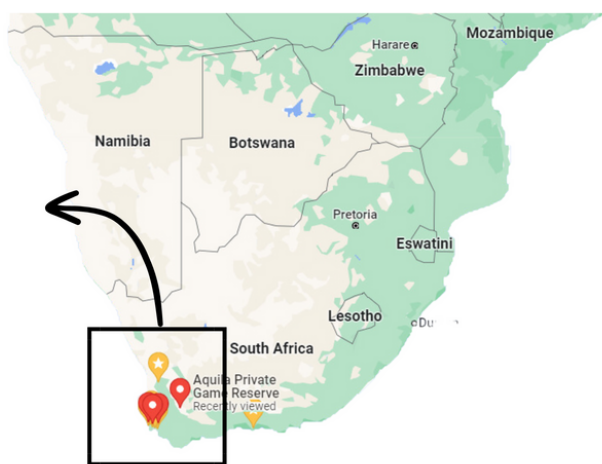 Mozambique
Harare
Zimbabwe
Namibia
Botswana
Pretoria
Eswatini
Lesotho
South Africa
Aquila Private
Game Reserve
Recently viewed